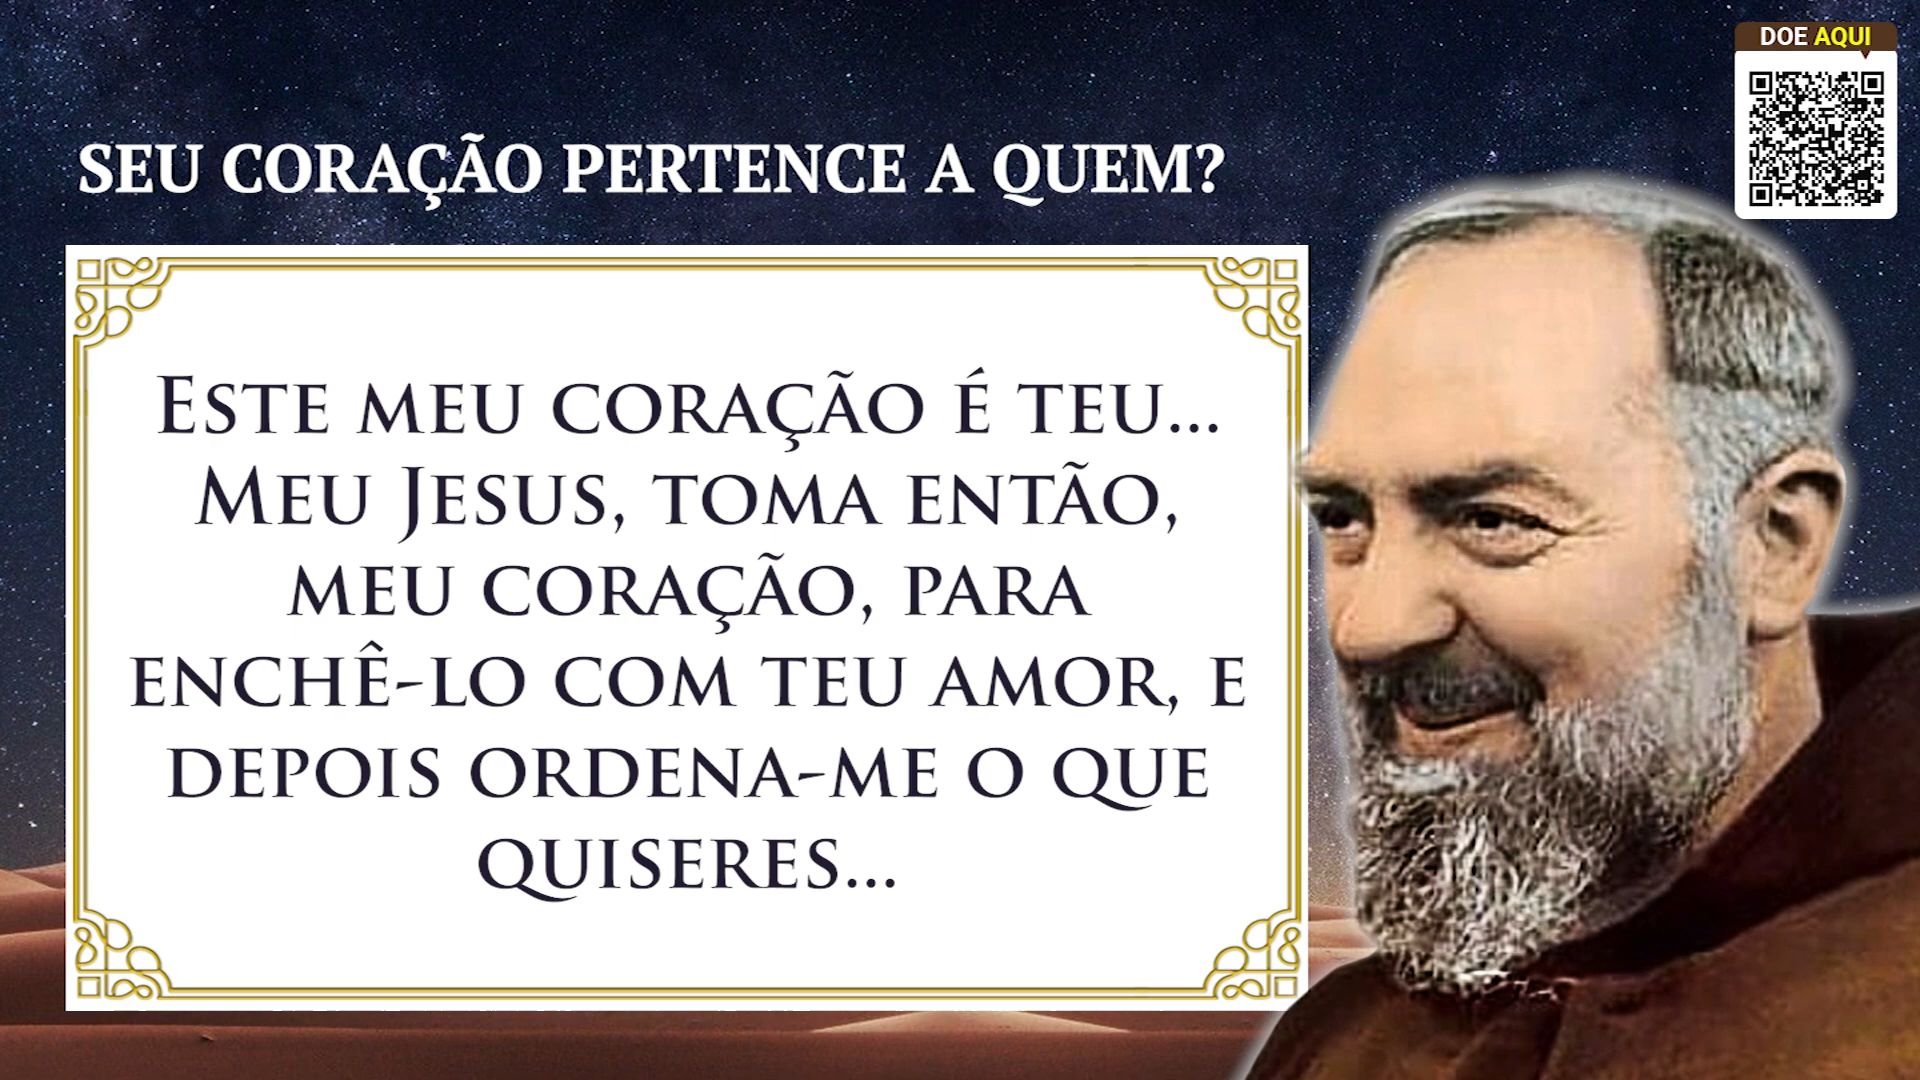 DOE AQUI
SEU CORAÇÃO PERTENCE A QUEM?
ESTE MEU CORAÇÃO É TEU...
MEU JESUS, TOMA ENTÃO,
MEU CORAÇÃO, PARA
ENCHÊ-LO COM TEU AMOR, E
DEPOIS ORDENA-ME O QUE
QUISERES...